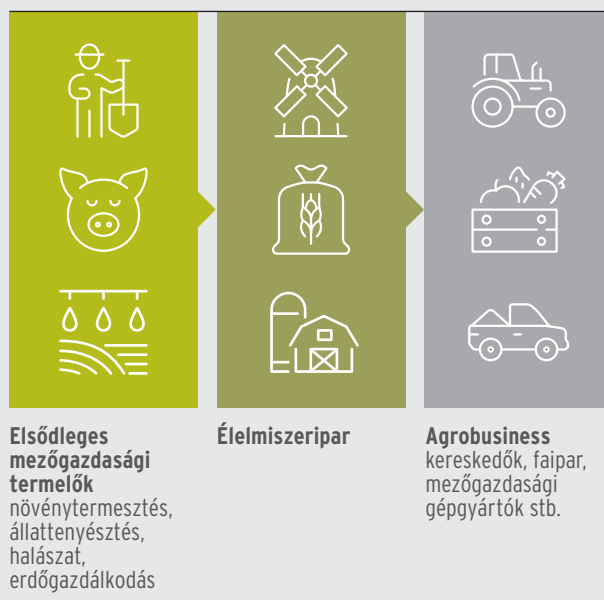 Elsődleges
mezőgazdasági
termelők
növénytermesztés,
állattenyésztés,
halászat,
erdőgazdálkodás
Élelmiszeripar
Agrobusiness
kereskedők, faipar,
mezőgazdasági
gépgyártók stb.